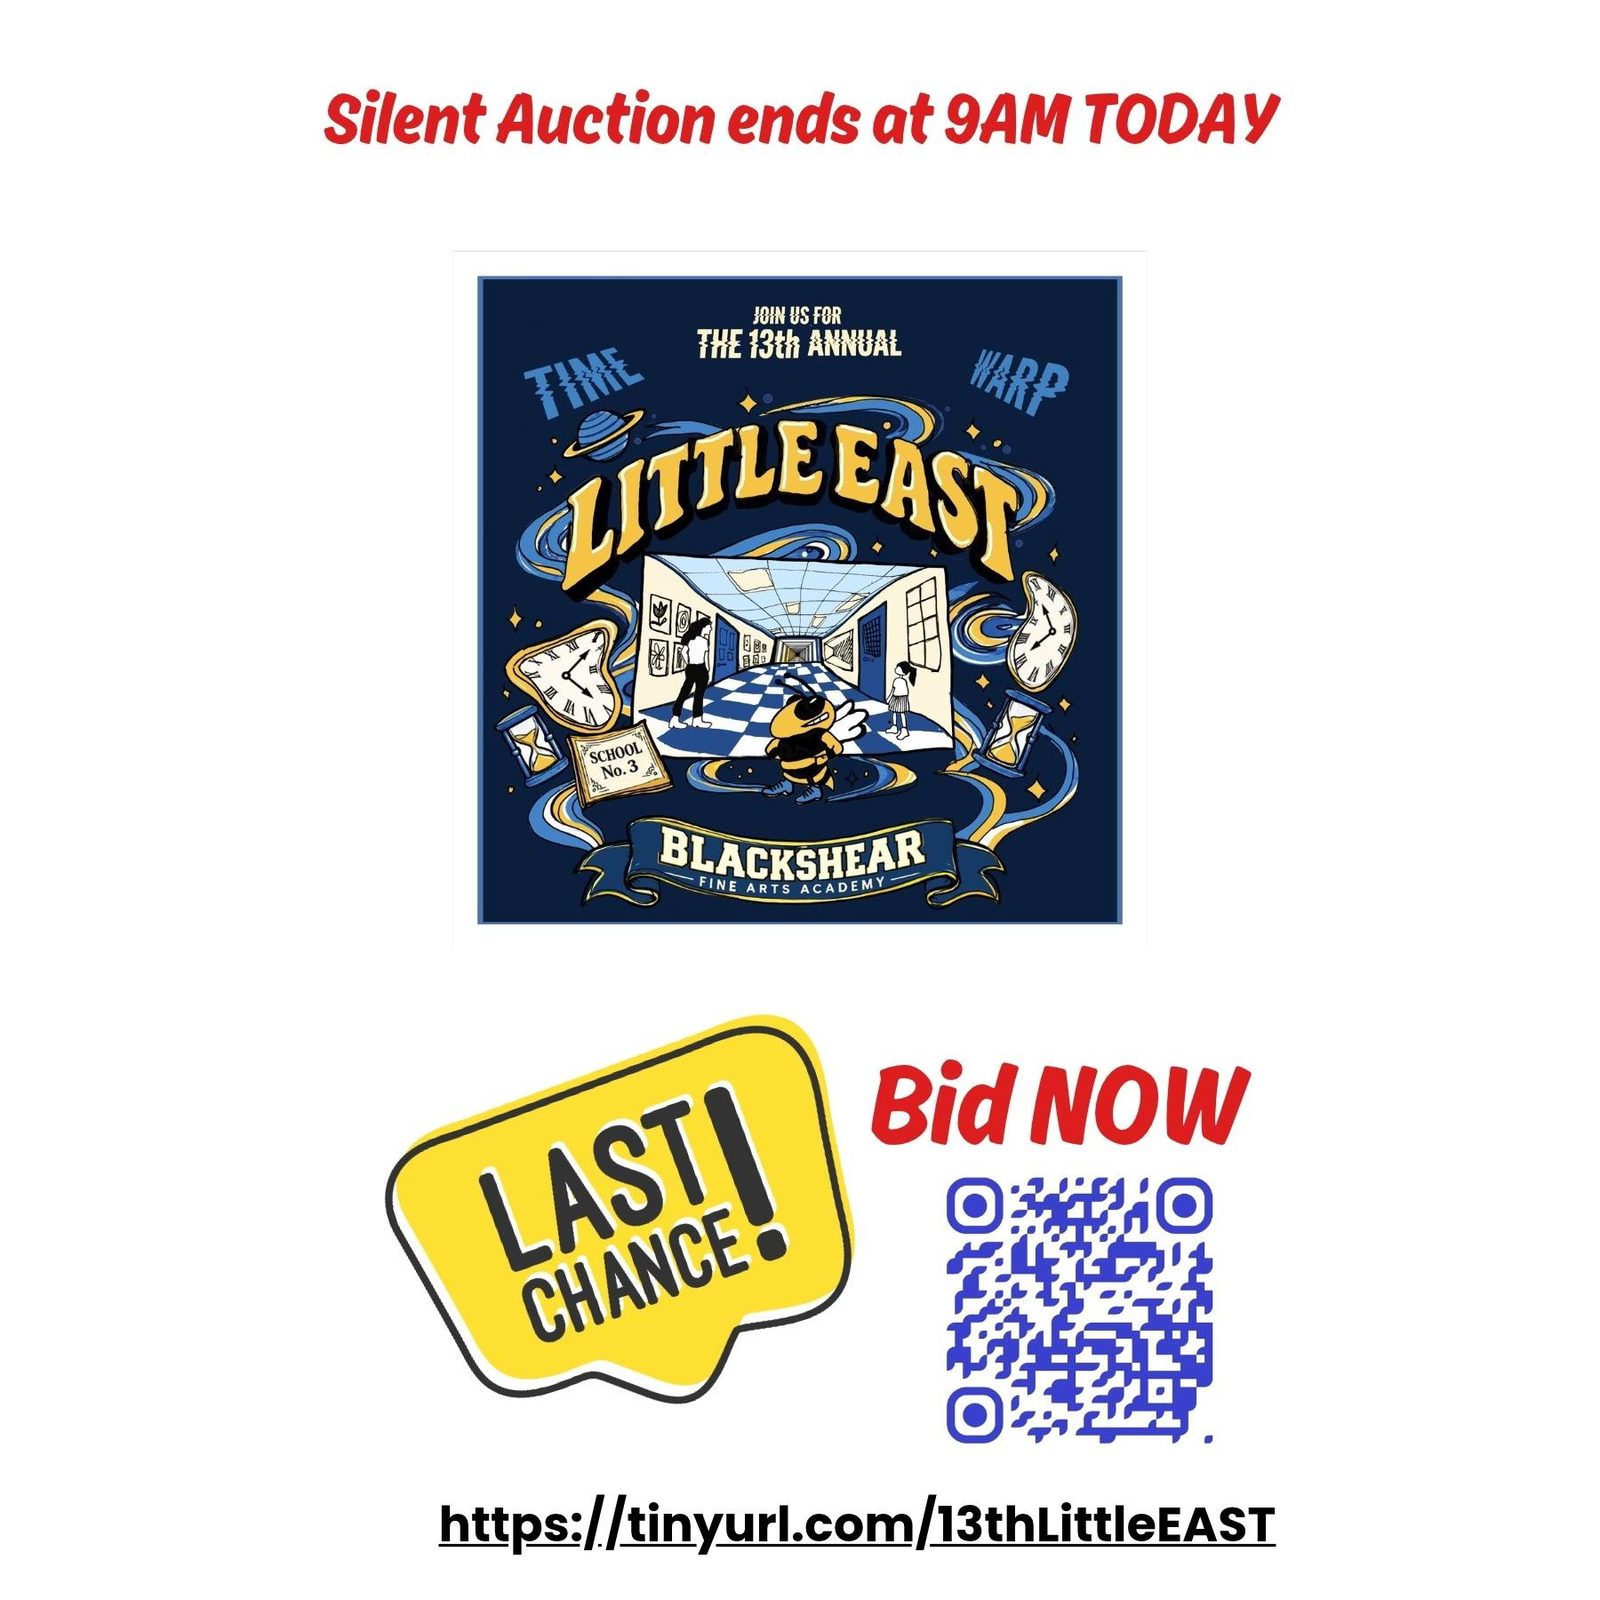 Silent Auction ends at 9AM TODAY
JOIN US FOR
THE 13th ANNUAL
TIME WARP
LITTLE EAST
SCHOOL
No. 3
BLACKSHEAR
FINE ARTS ACADEMY
LAST
CHANCE!
Bid NOW
https://tinyurl.com/13thLittleEAST